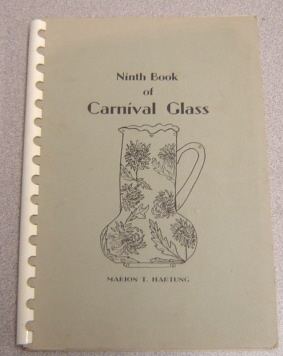 Ninth Book
of
Carnival Glass
MARION T. HARTUNG